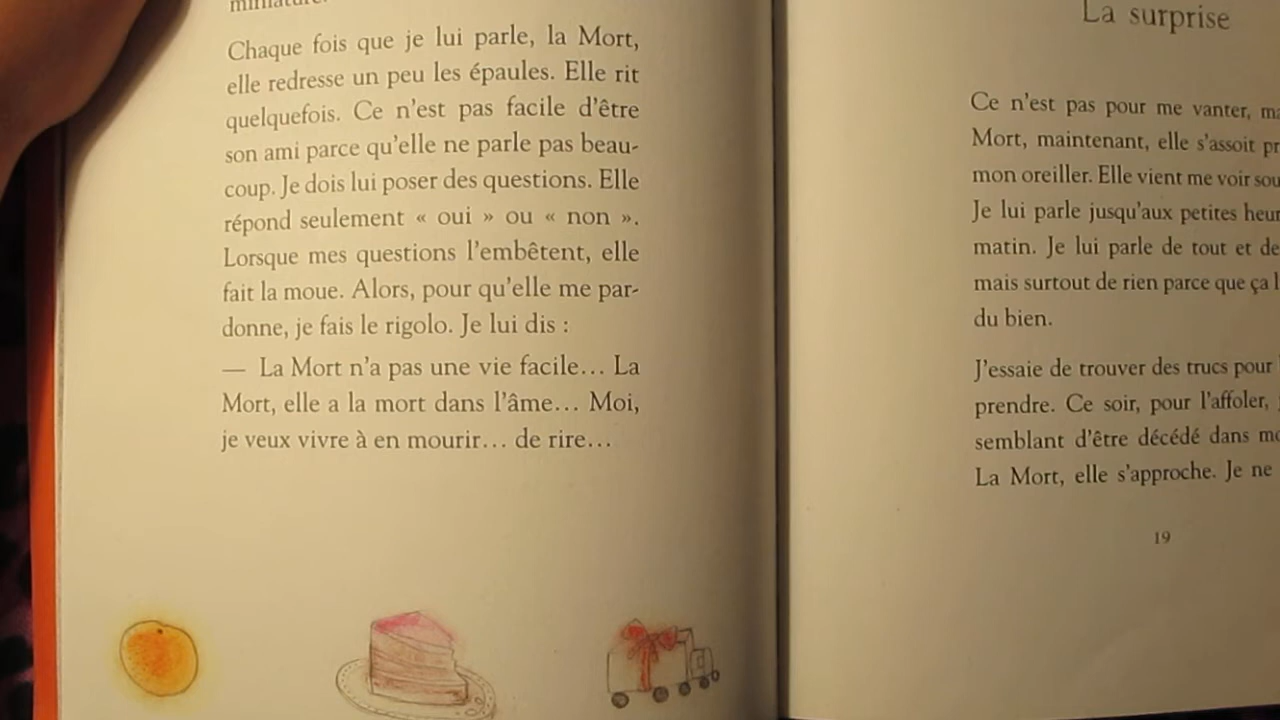 miniature.
Chaque fois que je lui parle, la Mort,
elle redresse un peu les épaules. Elle rit
quelquefois. Ce n'est pas facile d'être
son ami parce qu'elle ne parle pas beau-
coup. Je dois lui poser des questions. Elle
répond seulement « oui » ou « non ».
Lorsque mes questions l'embêtent, elle
fait la moue. Alors, pour qu'elle me par-
donne, je fais le rigolo. Je lui dis :
— La Mort n'a pas une vie facile… La
Mort, elle a la mort dans l'âme… Moi,
je veux vivre à en mourir… de rire…
La surprise
Ce n'est pas pour me vanter,
Mort, maintenant, elle s'assoit
mon oreiller. Elle vient me voir
Je lui parle jusqu'aux petites
matin. Je lui parle de tout et
mais surtout de rien parce que ça
du bien.
J'essaie de trouver des trucs pour
prendre. Ce soir, pour l'affoler,
semblant d'être décédé dans
La Mort, elle s'approche. Je ne
19